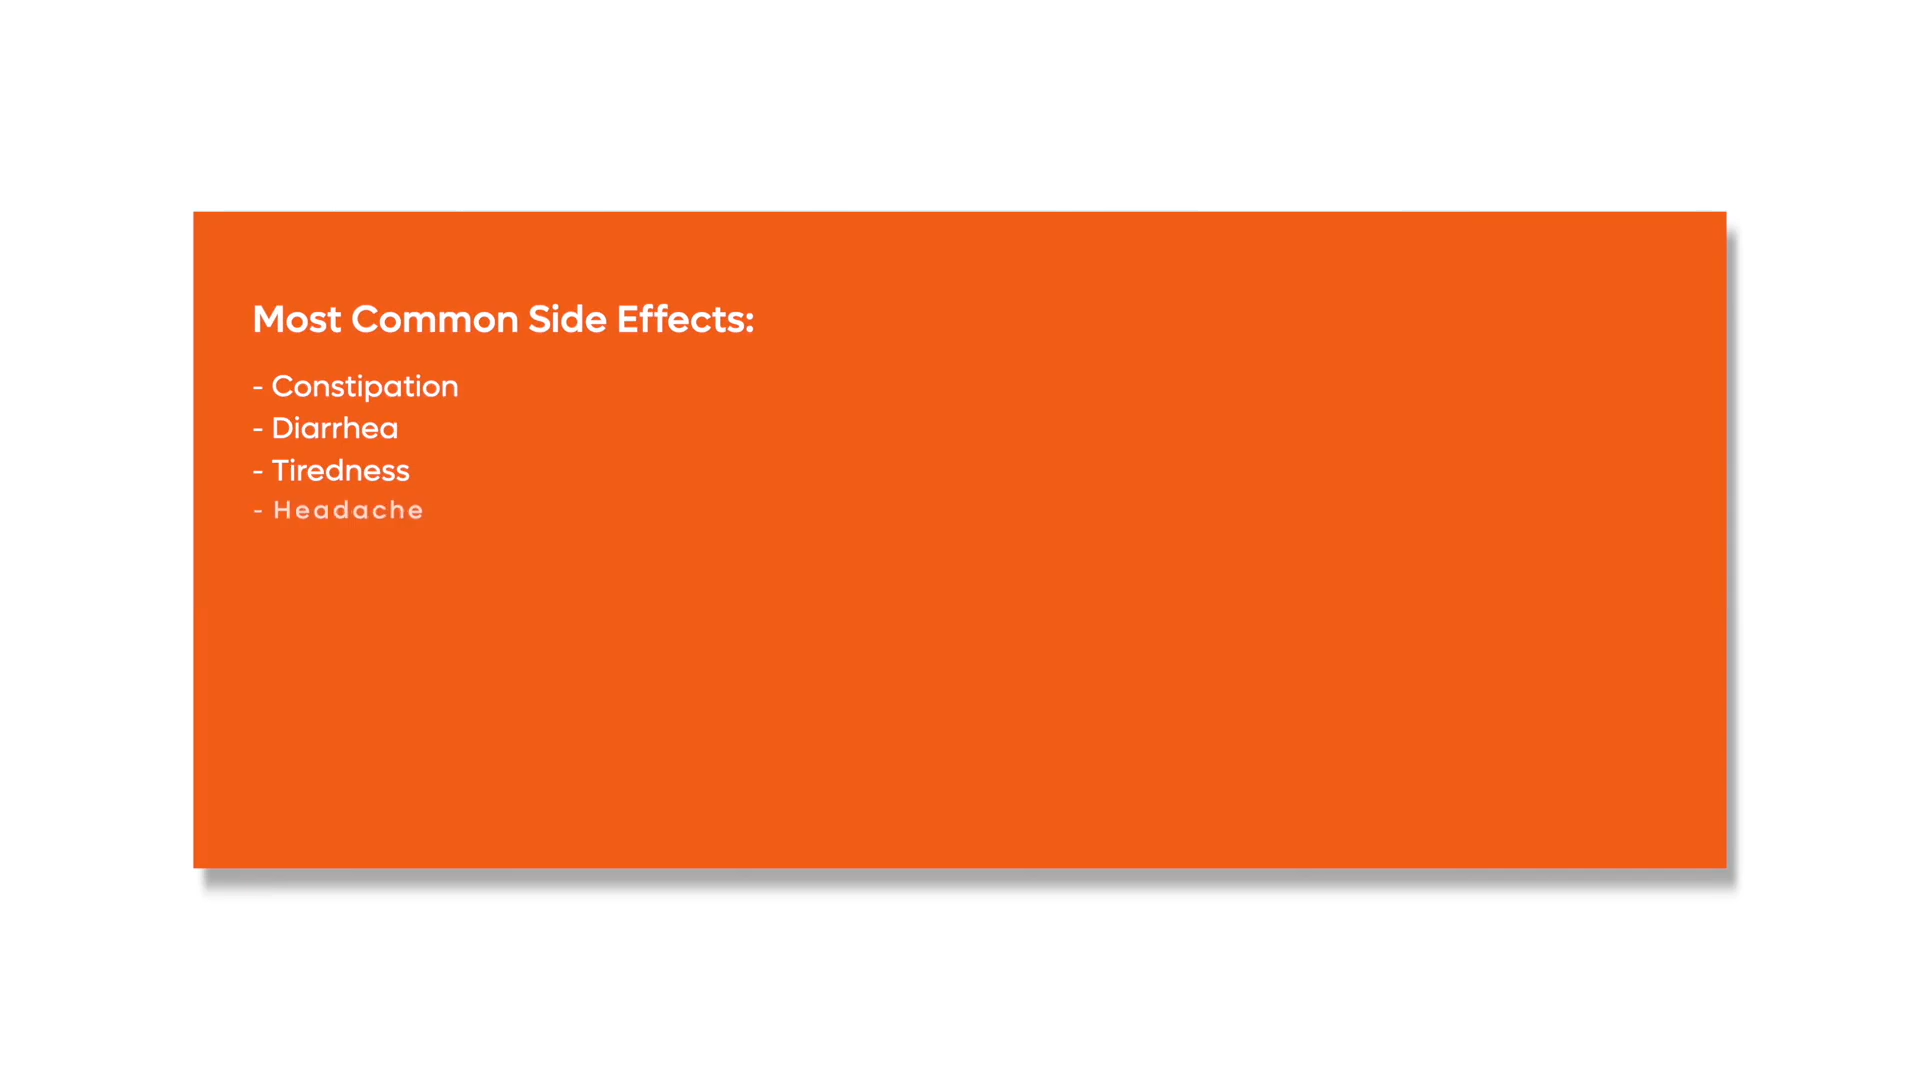 Most Common Side Effects:
- Constipation
- Diarrhea
- Tiredness
- Headache